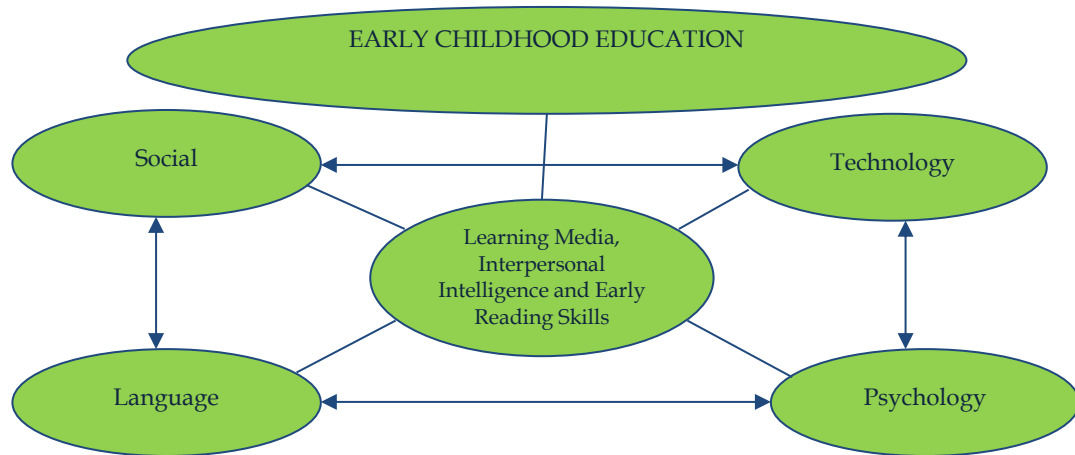 EARLY CHILDHOOD EDUCATION
Social
Technology
Learning Media,
Interpersonal
Intelligence and Early
Reading Skills
Language
Psychology